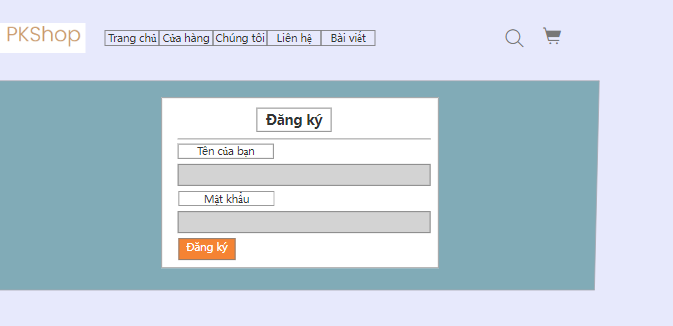 PKShop
Trang chủ Cửa hàng Chúng tôi Liên hệ Bài viết
Đăng ký
Tên của bạn
Mật khẩu
Đăng ký